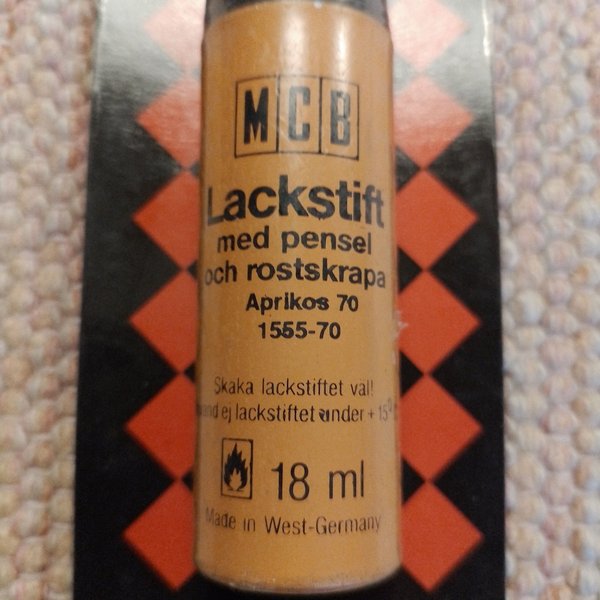 MCB
Lackstift
med pensel
och rostskrapa
Aprikos 70
1555-70
Skaka lackstiftet väl!
ej lackstiftet under + 15°
18 ml
Made in West-Germany